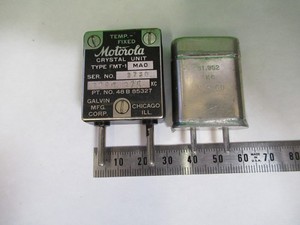 TEMP.-
FIXED
Motorola
CRYSTAL UNIT
TYPE FMT-1 MAO
SER. NO.
KC
PT. NO. 48 B 85327
GALVIN
MFG.
CORP.
CHICAGO
ILL.
10 20 30 40 50 60 70 80